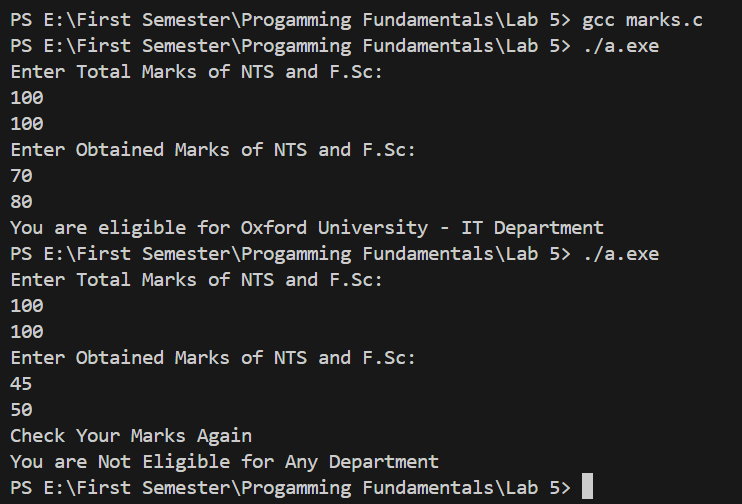 PS E:\First Semester\Progamming Fundamentals\Lab 5> gcc marks.c
PS E:\First Semester\Progamming Fundamentals\Lab 5> ./a.exe
Enter Total Marks of NTS and F.Sc:
100
100
Enter Obtained Marks of NTS and F.Sc:
70
80
You are eligible for Oxford University - IT Department
PS E:\First Semester\Progamming Fundamentals\Lab 5> ./a.exe
Enter Total Marks of NTS and F.Sc:
100
100
Enter Obtained Marks of NTS and F.Sc:
45
50
Check Your Marks Again
You are Not Eligible for Any Department
PS E:\First Semester\Progamming Fundamentals\Lab 5>